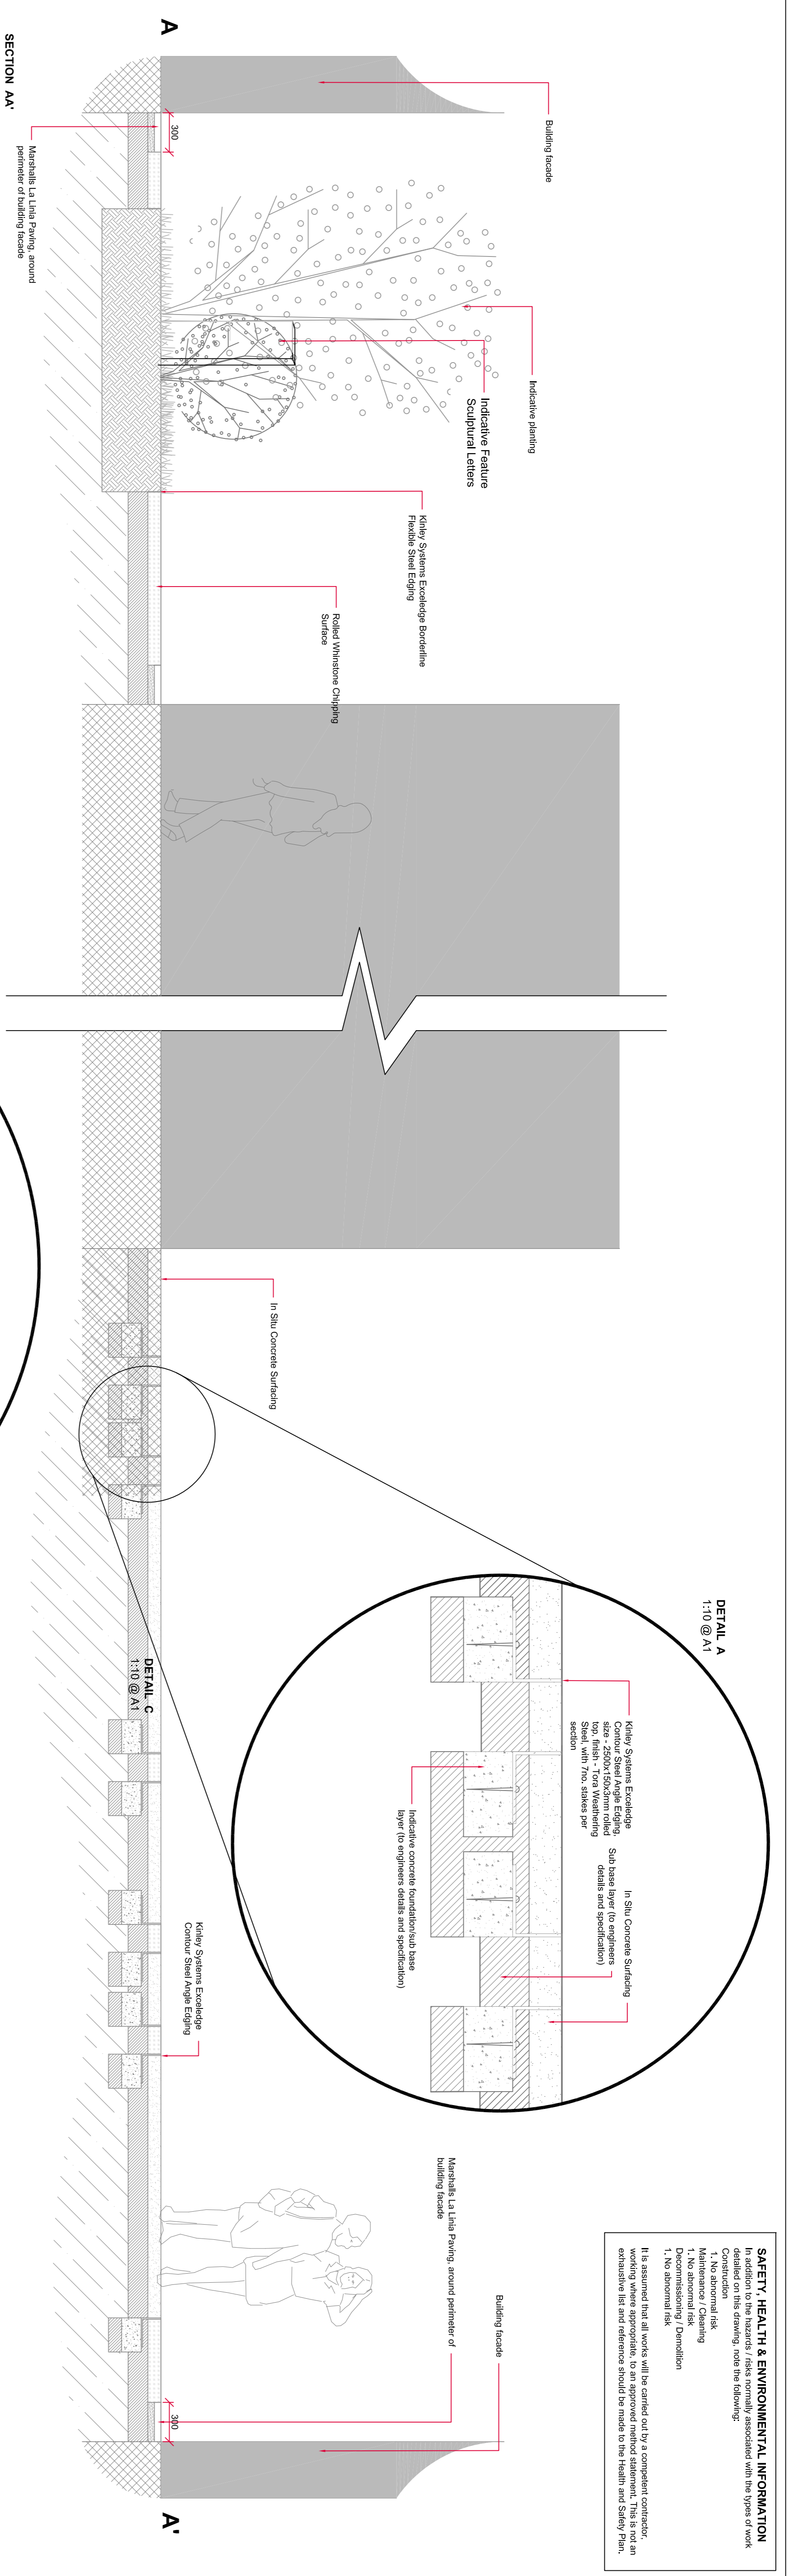 SAFETY, HEALTH & ENVIRONMENTAL INFORMATION
In addition to the hazards / risks normally associated with the types of work
detailed on this drawing, note the following:
Construction
1. No abnormal risk
Maintenance / Cleaning
1. No abnormal risk
Decommissioning / Demolition
1. No abnormal risk
It is assumed that all works will be carried out by a competent contractor,
working where appropriate, to an approved method statement. This is not an
exhaustive list and reference should be made to the Health and Safety Plan.
DETAIL A
1:10 @ A1
Kinley Systems Exceledge
Contour Steel Angle Edging,
size - 2500x150x3mm rolled
top, finish - Tora Weathering
Steel, with 7no. stakes per
section
In Situ Concrete Surfacing
Sub base layer (to engineers
details and specification)
Indicative concrete foundation/sub base
layer (to engineers details and specification)
Building facade
Indicative planting
Indicative Feature
Sculptural Letters
Kinley Systems Exceledge Borderline
Flexible Steel Edging
Rolled Whinstone Chipping
Surface
In Situ Concrete Surfacing
Kinley Systems Exceledge
Contour Steel Angle Edging
Marshalls La Linia Paving, around perimeter of
building facade
Building facade
A
300
300
A'
DETAIL C
1:10 @ A1
Marshalls La Linia Paving, around
perimeter of building facade
SECTION AA'